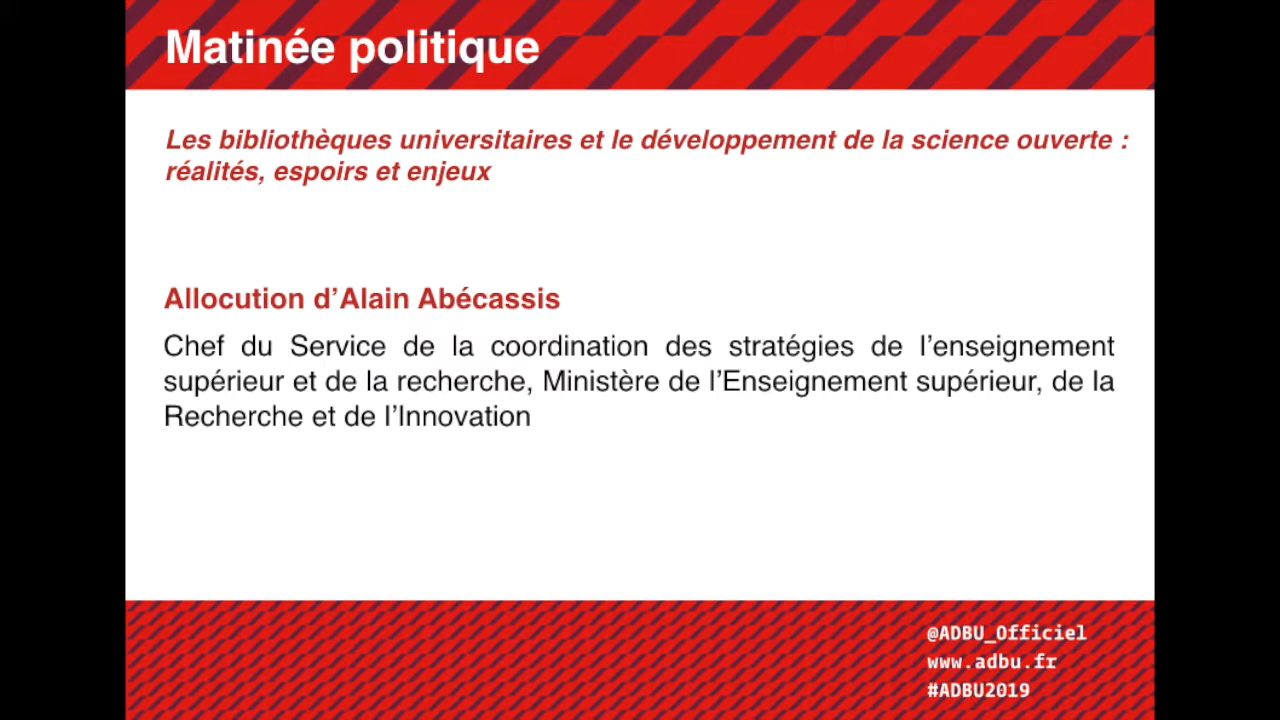 Matinée politique
Les bibliothèques universitaires et le développement de la science ouverte :
réalités, espoirs et enjeux
Allocution d’Alain Abécassis
Chef du Service de la coordination des stratégies de l’enseignement
supérieur et de la recherche, Ministère de l’Enseignement supérieur, de la
Recherche et de l’Innovation
@ADBU_Officiel
www.adbu.fr
#ADBU2019